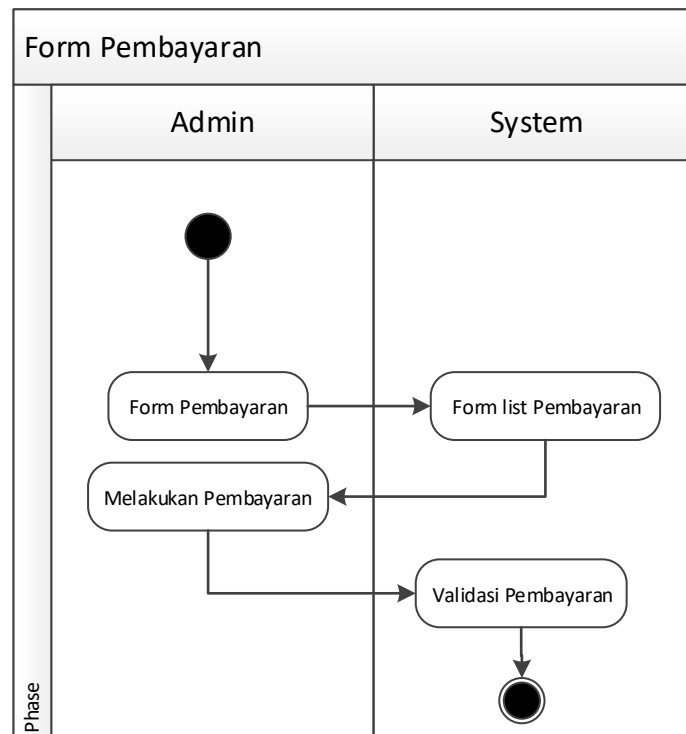 Form Pembayaran
Admin
System
Form Pembayaran
Form list Pembayaran
Melakukan Pembayaran
Validasi Pembayaran
Phase